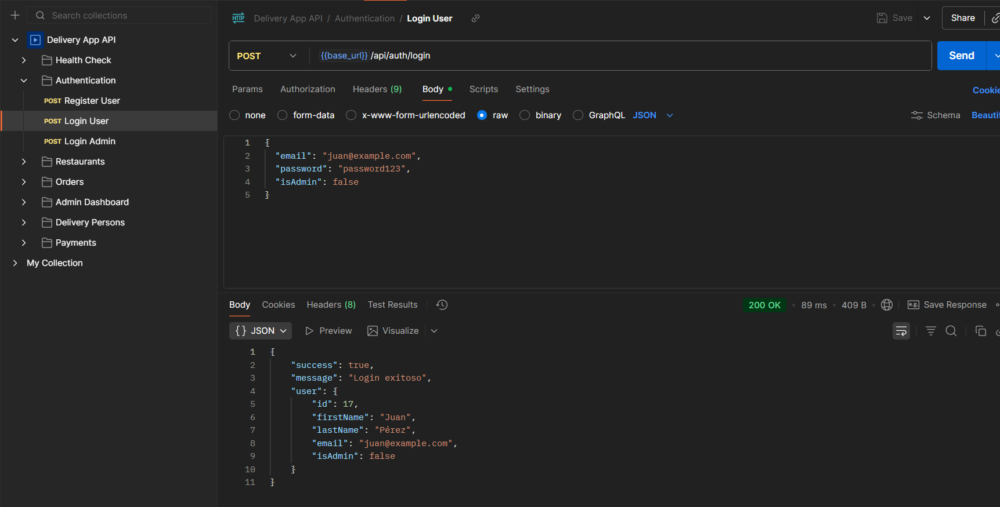 Search collections
Delivery App API
Health Check
Authentication
POST Register User
POST Login User
POST Login Admin
Restaurants
Orders
Admin Dashboard
Delivery Persons
Payments
My Collection
HTTP Delivery App API / Authentication / Login User
Save
Share
POST {{base_url}}/api/auth/login
Send
Params Authorization Headers (9) Body Scripts Settings
none form-data x-www-form-urlencoded raw binary GraphQL JSON
Schema
1 {
2 "email": "juan@example.com",
3 "password": "password123",
4 "isAdmin": false
5 }
Body Cookies Headers (8) Test Results
200 OK • 89 ms • 409 B • e.g. Save Response
{} JSON Preview Visualize
1 {
2 "success": true,
3 "message": "Login exitoso",
4 "user": {
5 "id": 17,
6 "firstName": "Juan",
7 "lastName": "Pérez",
8 "email": "juan@example.com",
9 "isAdmin": false
10 }
11 }